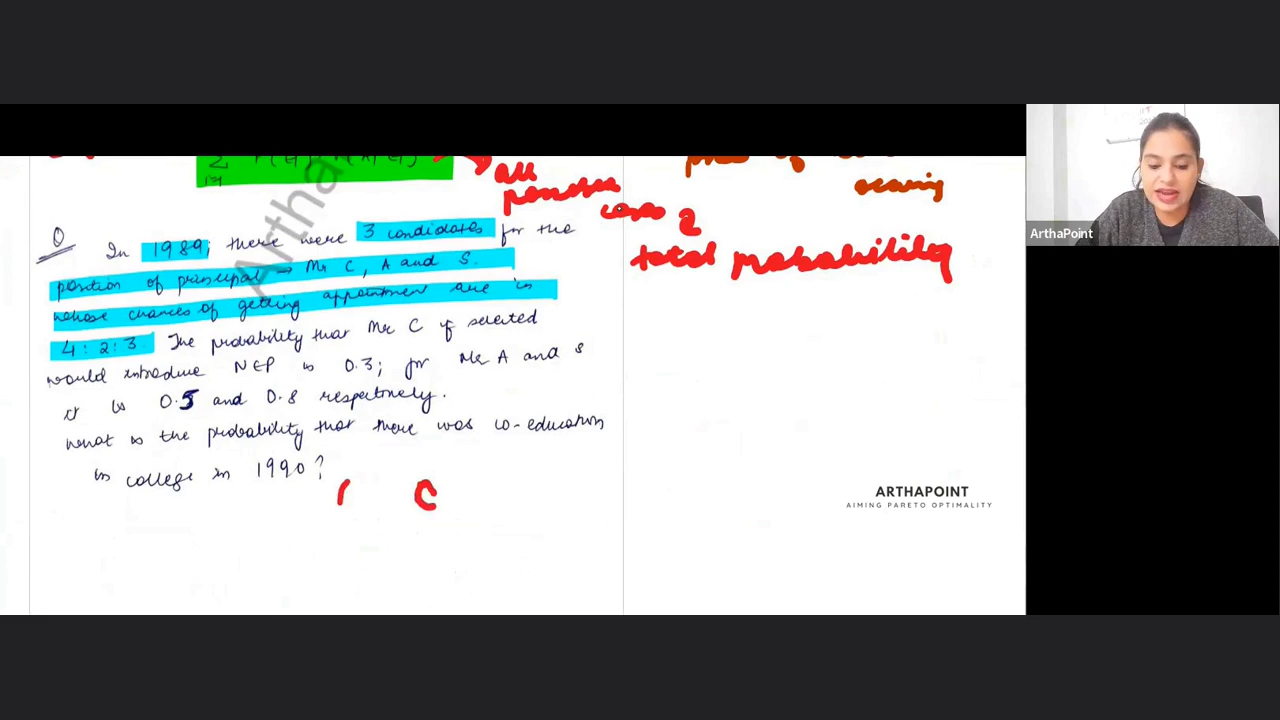 all
possible
cases
total probability
Q In 1989, there were 3 candidates for the
position of principal → Mr C, A and S.
whose chances of getting appointment are in
4 : 2 : 3. The probability that Mr C if selected
would introduce NEP is 0.3; for Mr A and S
it is 0.5 and 0.8 respectively.
What is the probability that there was co-education
in college in 1990?
C
Artha
ARTHAPOINT
AIMING PARETO OPTIMALITY
ArthaPoint